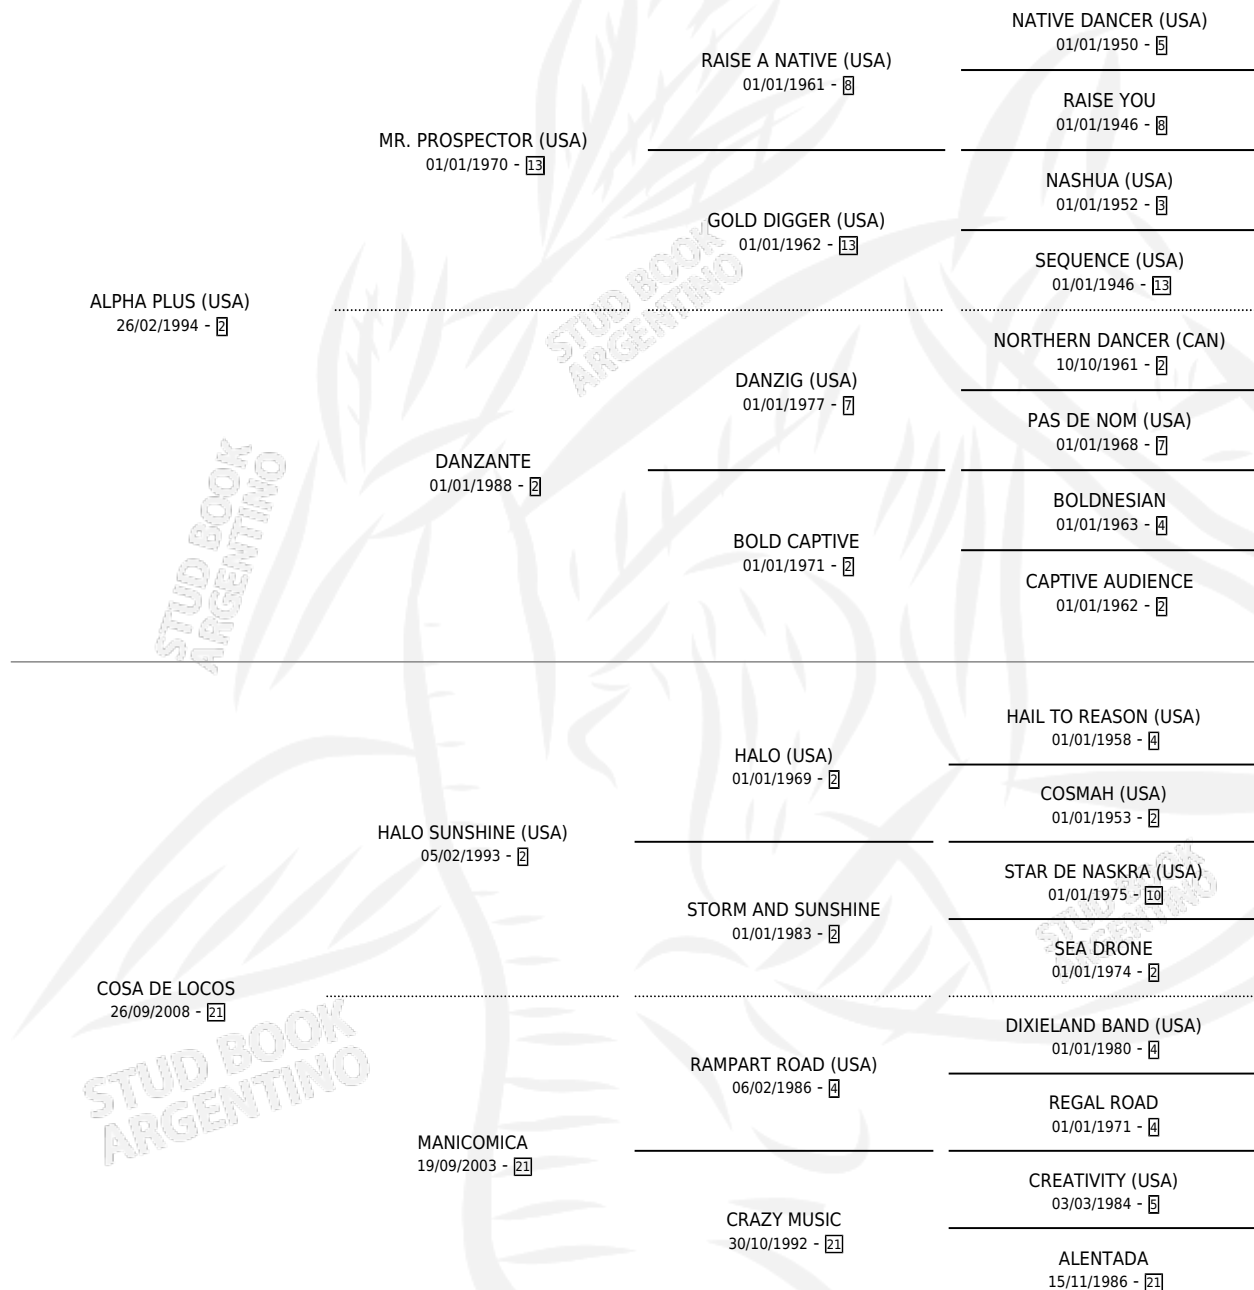 NATIVE DANCER (USA)
01/01/1950 - 5
RAISE A NATIVE (USA)
01/01/1961 - 8
RAISE YOU
01/01/1946 - 8
MR. PROSPECTOR (USA)
01/01/1970 - 13
NASHUA (USA)
01/01/1952 - 3
GOLD DIGGER (USA)
01/01/1962 - 13
SEQUENCE (USA)
01/01/1946 - 13
ALPHA PLUS (USA)
26/02/1994 - 2
NORTHERN DANCER (CAN)
10/10/1961 - 2
DANZIG (USA)
01/01/1977 - 7
PAS DE NOM (USA)
01/01/1968 - 7
DANZANTE
01/01/1988 - 2
BOLDNESIAN
01/01/1963 - 4
BOLD CAPTIVE
01/01/1971 - 2
CAPTIVE AUDIENCE
01/01/1962 - 2
HAIL TO REASON (USA)
01/01/1958 - 4
HALO (USA)
01/01/1969 - 2
COSMAH (USA)
01/01/1953 - 2
HALO SUNSHINE (USA)
05/02/1993 - 2
STAR DE NASKRA (USA)
01/01/1975 - 10
STORM AND SUNSHINE
01/01/1983 - 2
SEA DRONE
01/01/1974 - 2
COSA DE LOCOS
26/09/2008 - 21
DIXIELAND BAND (USA)
01/01/1980 - 4
RAMPART ROAD (USA)
06/02/1986 - 4
REGAL ROAD
01/01/1971 - 4
MANICOMICA
19/09/2003 - 21
CREATIVITY (USA)
03/03/1984 - 5
CRAZY MUSIC
30/10/1992 - 21
ALENTADA
15/11/1986 - 21
STUD BOOK
ARGENTINO
STUD BOOK
ARGENTINO
STUD BOOK
ARGENTINO
STUD BOOK
ARGENTINO